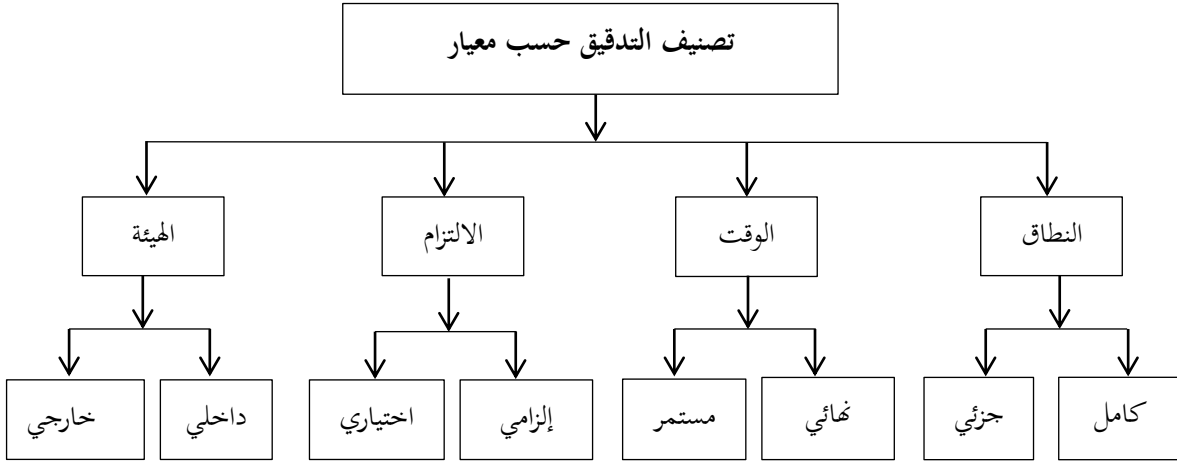 تصنيف التدقيق حسب معيار
النطاق
الوقت
الالتزام
الهيئة
كامل
جزئي
نهائي
مستمر
إلزامي
اختياري
داخلي
خارجي